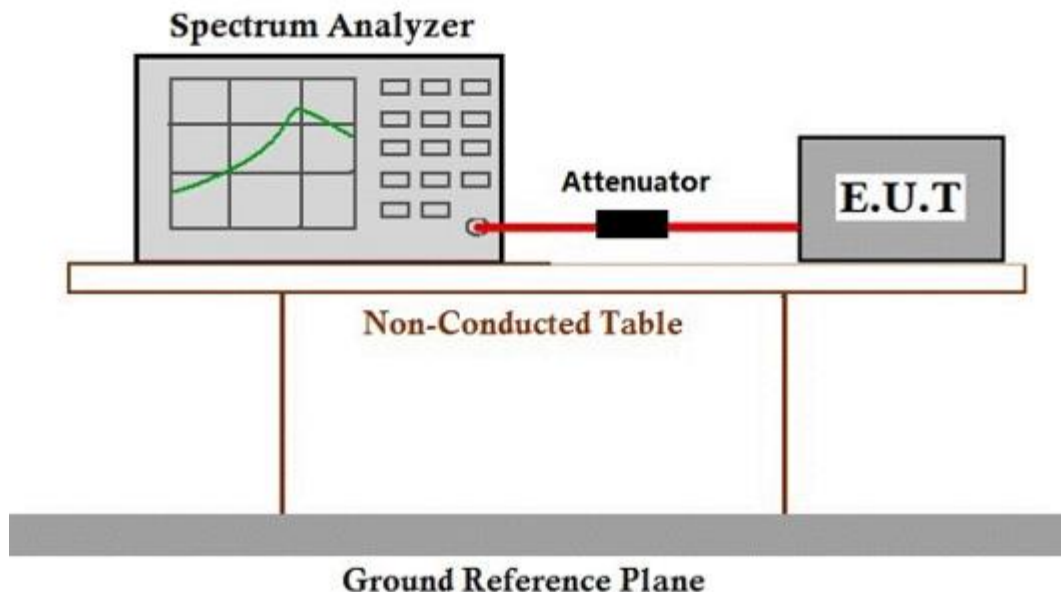 Spectrum Analyzer
Attenuator
E.U.T
Non-Conducted Table
Ground Reference Plane